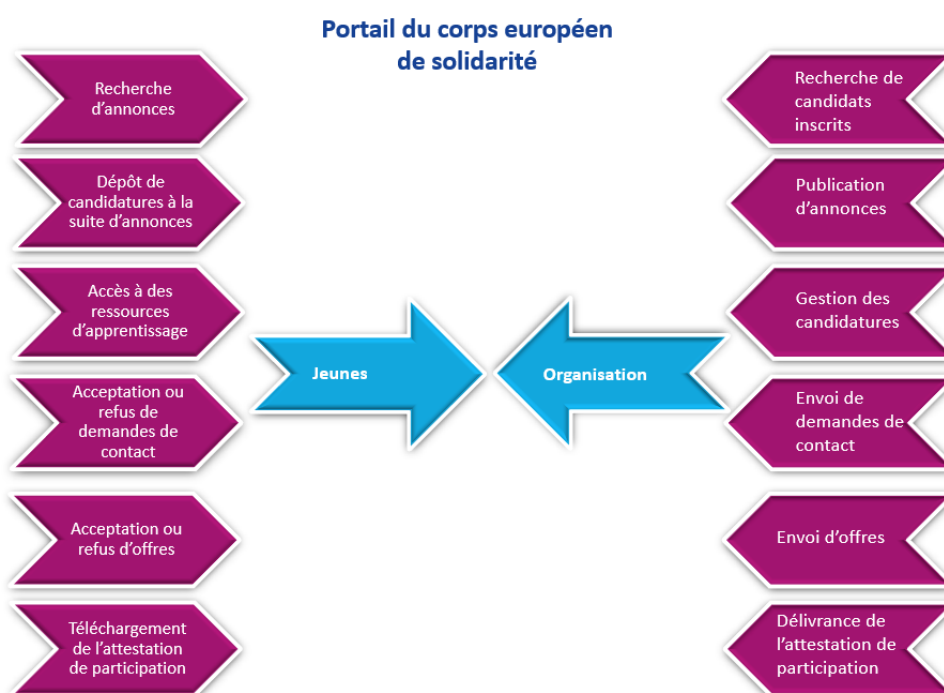 Portail du corps européen
de solidarité
Recherche
d'annonces
Dépôt de
candidatures à la
suite d'annonces
Accès à des
ressources
d'apprentissage
Acceptation ou
refus de
demandes de
contact
Acceptation ou
refus d'offres
Téléchargement
de l'attestation
de participation
Jeunes
Organisation
Recherche de
candidats
inscrits
Publication
d'annonces
Gestion des
candidatures
Envoi de
demandes de
contact
Envoi d'offres
Délivrance de
l'attestation de
participation